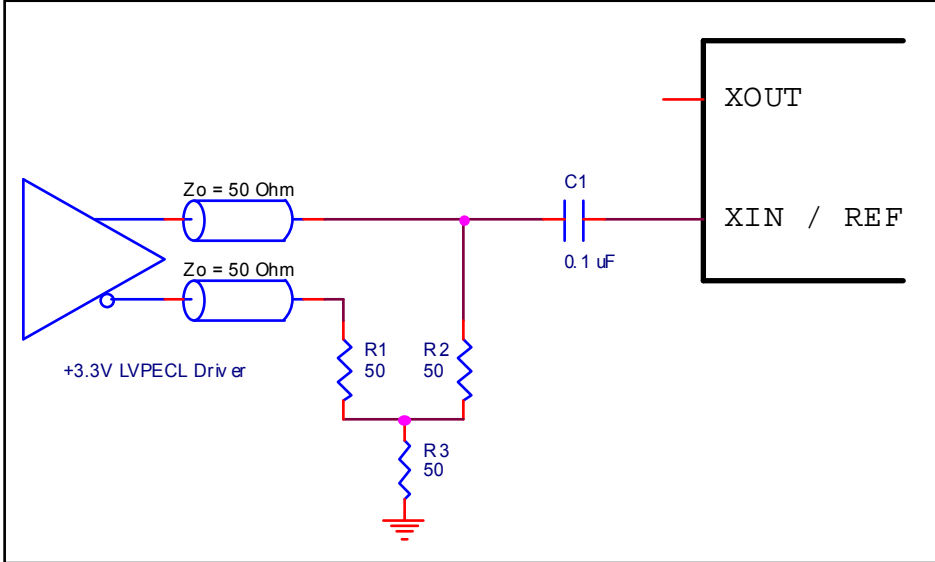 XOUT
C1
Zo = 50 Ohm
XIN / REF
0.1 uF
Zo = 50 Ohm
R1
50
R2
50
+3.3V LVPECL Driver
R3
50